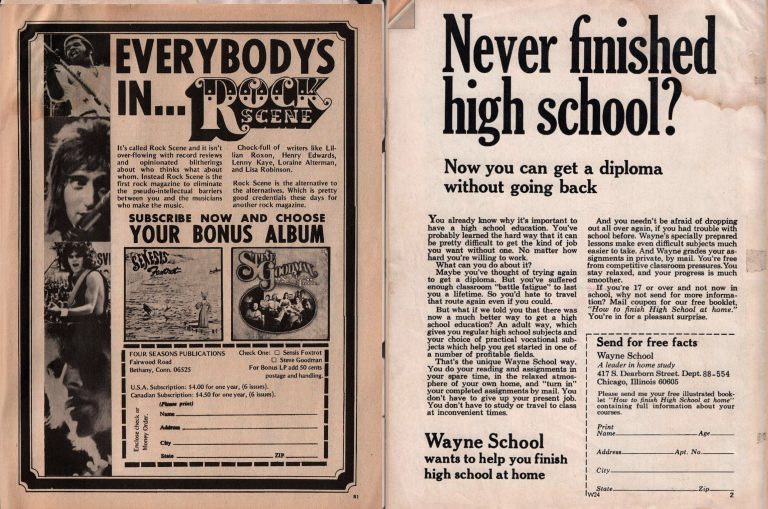 EVERYBODY'S
IN...
ROCK
SCENE
It's called Rock Scene and it isn't
over-flowing with record reviews
and opinionated blitherings
about who thinks what about
whom. Instead Rock Scene is the
first rock magazine to eliminate
the pseudo-intellectual barriers
between you and the musicians
who make the music.
Chock-full of writers like Lil-
lian Roxon, Henry Edwards,
Lenny Kaye, Loraine Alterman,
and Lisa Robinson.
Rock Scene is the alternative to
the alternatives. Which is pretty
good credentials these days for
another rock magazine.
SUBSCRIBE NOW AND CHOOSE
YOUR BONUS ALBUM
GENESIS
Foxtrot
STEVE
GOODMAN
FOUR SEASONS PUBLICATIONS
Fairwood Road
Bethany, Conn. 06525
Check One: □ Sensis Foxtrot
□ Steve Goodman
For Bonus LP add 50 cents
postage and handling.
U.S.A. Subscription: $4.00 for one year, (6 issues).
Canadian Subscription: $4.50 for one year, (6 issues).
(Please print)
Enclose check or
Money Order.
Name
Address
City
State ZIP
81
Never finished
high school?
Now you can get a diploma
without going back
You already know why it's important to
have a high school education. You've
probably learned the hard way that it can
be pretty difficult to get the kind of job
you want without one. No matter how
hard you're willing to work.
What can you do about it?
Maybe you've thought of trying again
to get a diploma. But you've suffered
enough classroom "battle fatigue" to last
you a lifetime. So you'd hate to travel
that route again even if you could.
But what if we told you that there was
now a much better way to get a high
school education? An adult way, which
gives you regular high school subjects and
your choice of practical vocational sub-
jects which help you get started in one of
a number of profitable fields.
That's the unique Wayne School way.
You do your reading and assignments in
your spare time, in the relaxed atmos-
phere of your own home, and "turn in"
your completed assignments by mail. You
don't have to give up your present job.
You don't have to study or travel to class
at inconvenient times.
Wayne School
wants to help you finish
high school at home
And you needn't be afraid of dropping
out all over again, if you had trouble with
school before. Wayne's specially prepared
lessons make even difficult subjects much
easier to take. And Wayne grades your as-
signments in private, by mail. You're free
from competitive classroom pressures. You
stay relaxed, and your progress is much
smoother.
If you're 17 or over and not now in
school, why not send for more informa-
tion? Mail coupon for our free booklet,
"How to finish High School at home."
You're in for a pleasant surprise.
Send for free facts
Wayne School
A leader in home study
417 S. Dearborn Street, Dept. 88-554
Chicago, Illinois 60605
Please send me your free illustrated book-
let "How to finish High School at home"
containing full information about your
courses.
Print
Name Age
Address Apt. No
City
State Zip
W24
2